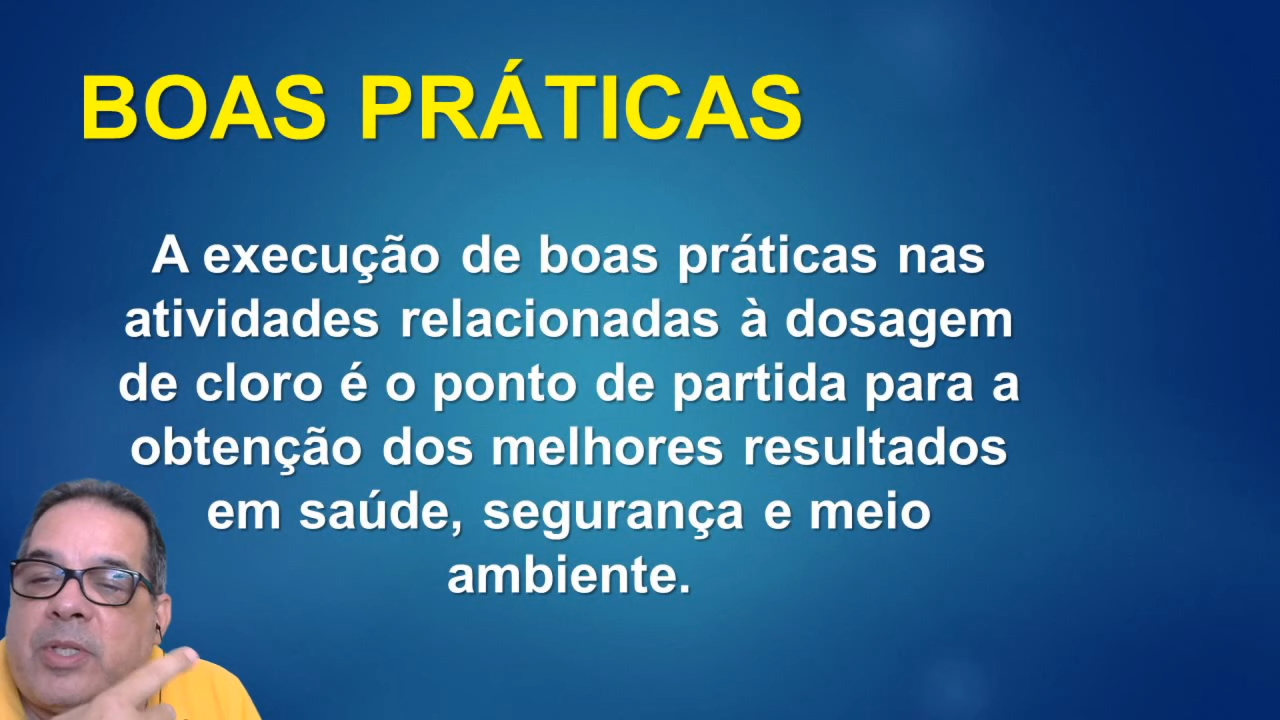 BOAS PRÁTICAS
A execução de boas práticas nas
atividades relacionadas à dosagem
de cloro é o ponto de partida para a
obtenção dos melhores resultados
em saúde, segurança e meio
ambiente.